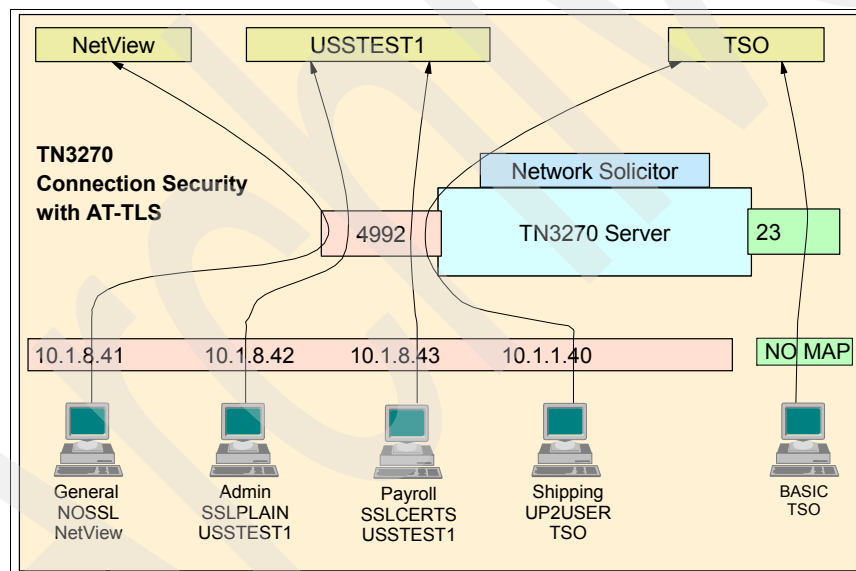 NetView
USSTEST1
TSO
TN3270
Connection Security
with AT-TLS
Network Solicitor
4992
TN3270 Server
23
10.1.8.41
10.1.8.42
10.1.8.43
10.1.1.40
NO MAP
General
NOSSL
NetView
Admin
SSLPLAIN
USSTEST1
Payroll
SSLCERTS
USSTEST1
Shipping
UP2USER
TSO
BASIC
TSO